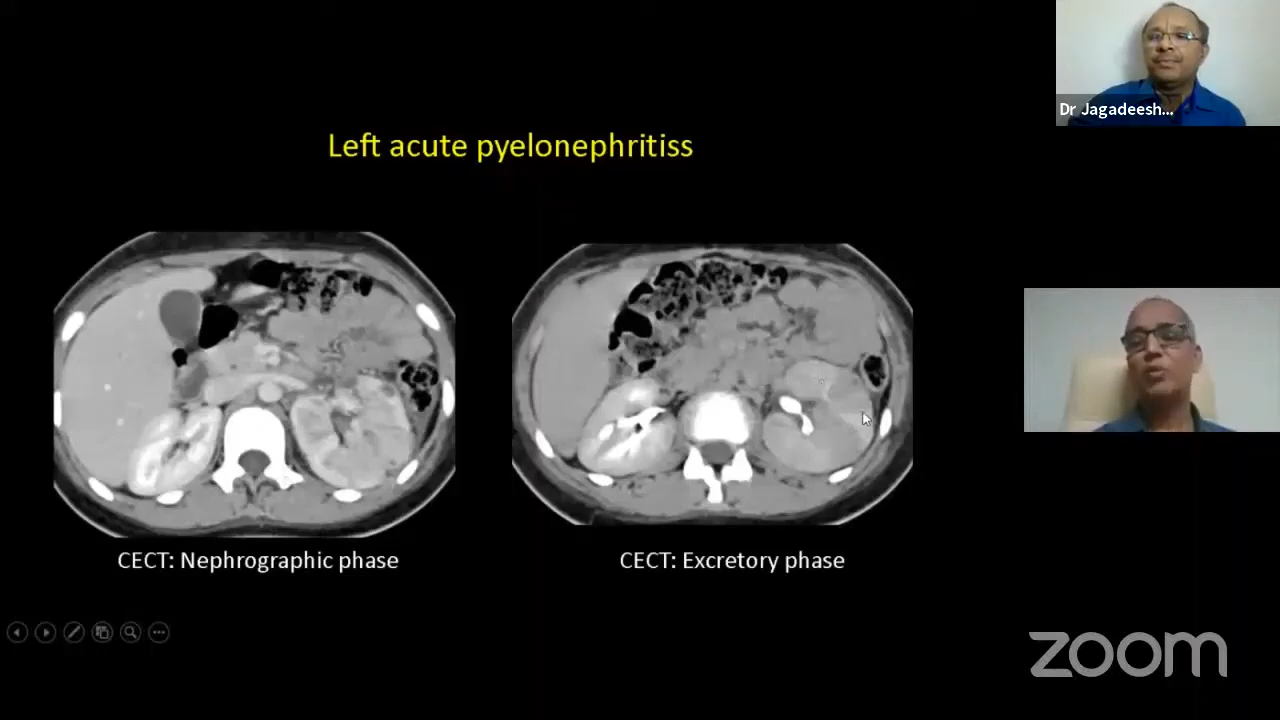 Dr Jagadeesh...
Left acute pyelonephritiss
CECT: Nephrographic phase
CECT: Excretory phase
zoom